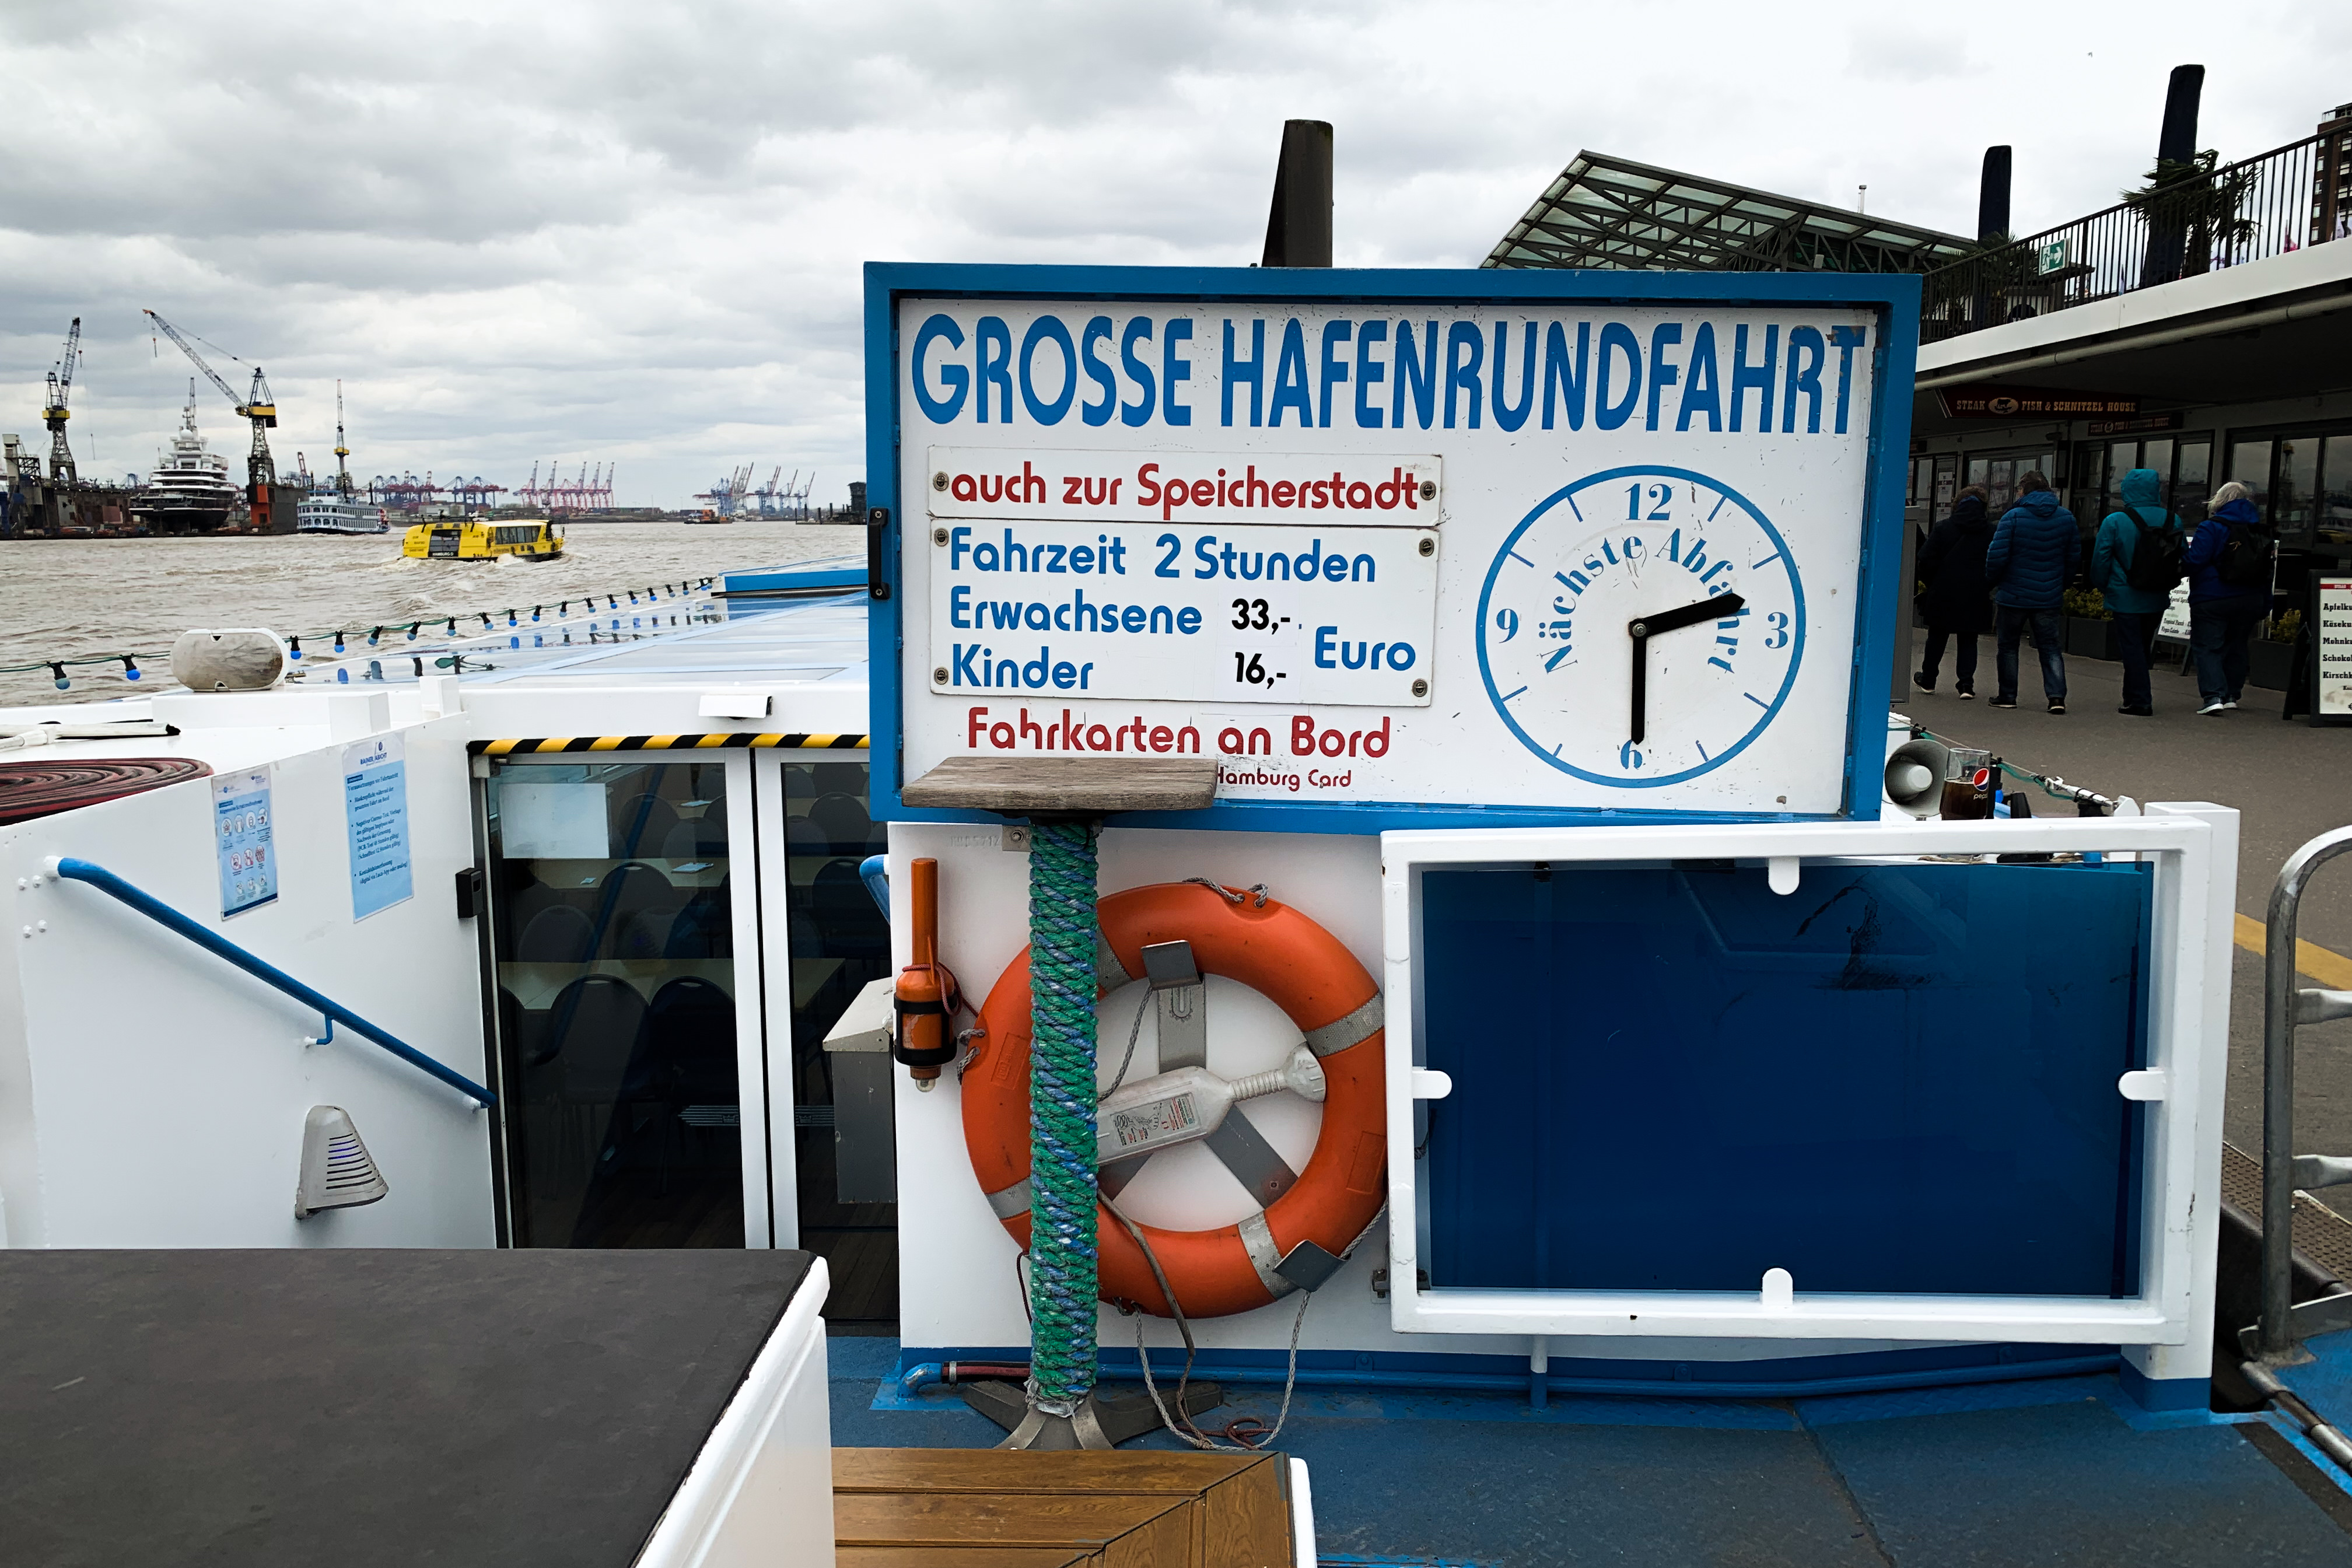 GROSSE HAFENRUNDFAHRT
auch zur Speicherstadt
Fahrzeit 2 Stunden
Erwachsene 33,-
Kinder 16,-
Euro
Fahrkarten an Bord
Hamburg Card
12
3
6
9
Nächste Abfahrt
STEAK FISH & SCHNITZEL HOUSE
pepsi